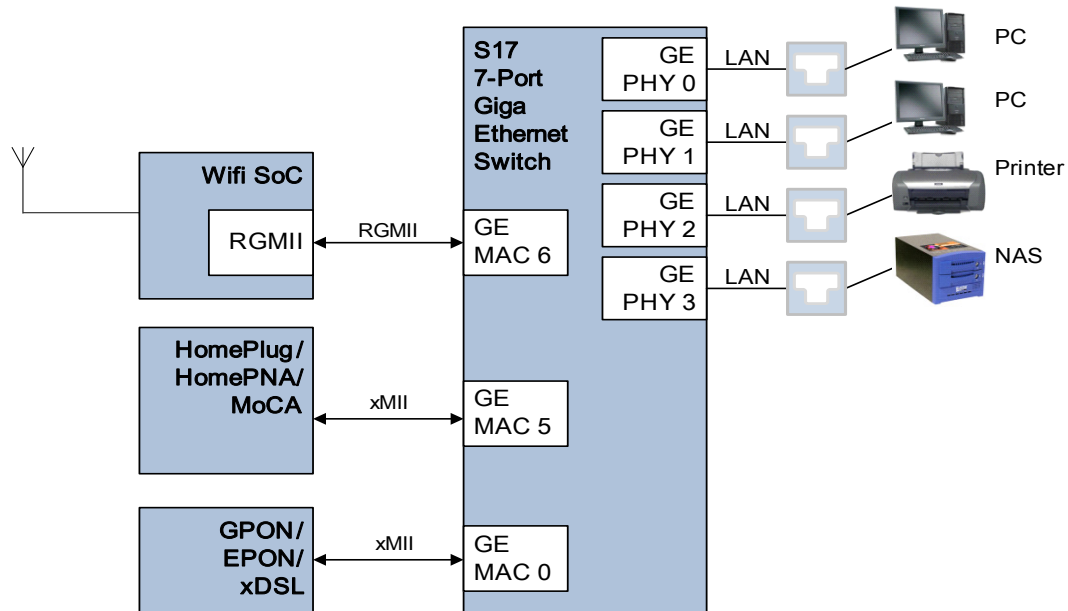 S17
7-Port
Giga
Ethernet
Switch
GE
PHY 0
LAN
PC
GE
PHY 1
LAN
PC
GE
PHY 2
LAN
Printer
GE
PHY 3
LAN
NAS
Wifi SoC
RGMII
RGMII
GE
MAC 6
HomePlug/
HomePNA/
MoCA
xMII
GE
MAC 5
GPON/
EPON/
xDSL
xMII
GE
MAC 0